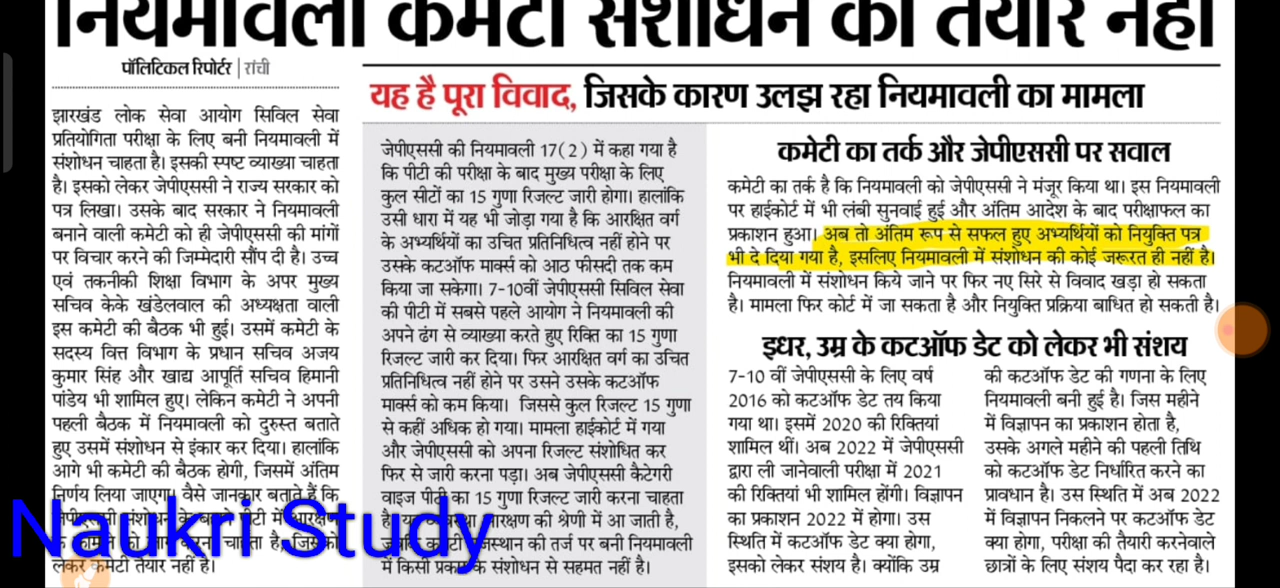 नियमावली कमेटी संशोधन को तैयार नहीं
पॉलिटिकल रिपोर्टर | रांची
झारखंड लोक सेवा आयोग सिविल सेवा
प्रतियोगिता परीक्षा के लिए बनी नियमावली में
संशोधन चाहता है। इसकी स्पष्ट व्याख्या चाहता
है। इसको लेकर जेपीएससी ने राज्य सरकार को
पत्र लिखा। उसके बाद सरकार ने नियमावली
बनाने वाली कमेटी को ही जेपीएससी की मांगों
पर विचार करने की जिम्मेदारी सौंप दी है। उच्च
एवं तकनीकी शिक्षा विभाग के अपर मुख्य
सचिव केके खंडेलवाल की अध्यक्षता वाली
इस कमेटी की बैठक भी हुई। उसमें कमेटी के
सदस्य वित्त विभाग के प्रधान सचिव अजय
कुमार सिंह और खाद्य आपूर्ति सचिव हिमानी
पांडेय भी शामिल हुए। लेकिन कमेटी ने अपनी
पहली बैठक में नियमावली को दुरुस्त बताते
हुए उसमें संशोधन से इंकार कर दिया। हालांकि
आगे भी कमेटी की बैठक होगी, जिसमें अंतिम
निर्णय लिया जाएगा। वैसे जानकार बताते हैं कि
जेपीएससी संशोधन के पीटी में आरक्षण
चाहता है, जिसको
लेकर कमेटी तैयार नहीं है।
यह है पूरा विवाद, जिसके कारण उलझ रहा नियमावली का मामला
जेपीएससी की नियमावली 17(2) में कहा गया है
कि पीटी की परीक्षा के बाद मुख्य परीक्षा के लिए
कुल सीटों का 15 गुणा रिजल्ट जारी होगा। हालांकि
उसी धारा में यह भी जोड़ा गया है कि आरक्षित वर्ग
के अभ्यर्थियों का उचित प्रतिनिधित्व नहीं होने पर
उसके कटऑफ मार्क्स को आठ फीसदी तक कम
किया जा सकेगा। 7-10वीं जेपीएससी सिविल सेवा
की पीटी में सबसे पहले आयोग ने नियमावली की
अपने ढंग से व्याख्या करते हुए रिक्ति का 15 गुणा
रिजल्ट जारी कर दिया। फिर आरक्षित वर्ग का उचित
प्रतिनिधित्व नहीं होने पर उसने उसके कटऑफ
मार्क्स को कम किया। जिससे कुल रिजल्ट 15 गुणा
से कहीं अधिक हो गया। मामला हाईकोर्ट में गया
और जेपीएससी को अपना रिजल्ट संशोधित कर
फिर से जारी करना पड़ा। अब जेपीएससी कैटेगरी
वाइज पीटी का 15 गुणा रिजल्ट जारी करना चाहता
है। आरक्षण की श्रेणी में आ जाती है,
की तर्ज पर बनी नियमावली
में किसी प्रकार के संशोधन से सहमत नहीं है।
कमेटी का तर्क और जेपीएससी पर सवाल
कमेटी का तर्क है कि नियमावली को जेपीएससी ने मंजूर किया था। इस नियमावली
पर हाईकोर्ट में भी लंबी सुनवाई हुई और अंतिम आदेश के बाद परीक्षाफल का
प्रकाशन हुआ। अब तो अंतिम रूप से सफल हुए अभ्यर्थियों को नियुक्ति पत्र
भी दे दिया गया है, इसलिए नियमावली में संशोधन की कोई जरूरत ही नहीं है।
नियमावली में संशोधन किये जाने पर फिर नए सिरे से विवाद खड़ा हो सकता
है। मामला फिर कोर्ट में जा सकता है और नियुक्ति प्रक्रिया बाधित हो सकती है।
इधर, उम्र के कटऑफ डेट को लेकर भी संशय
7-10 वीं जेपीएससी के लिए वर्ष
2016 को कटऑफ डेट तय किया
गया था। इसमें 2020 की रिक्तियां
शामिल थीं। अब 2022 में जेपीएससी
द्वारा ली जानेवाली परीक्षा में 2021
की रिक्तियां भी शामिल होंगी। विज्ञापन
का प्रकाशन 2022 में होगा। उस
स्थिति में कटऑफ डेट क्या होगा,
इसको लेकर संशय है। क्योंकि उम्र
की कटऑफ डेट की गणना के लिए
नियमावली बनी हुई है। जिस महीने
में विज्ञापन का प्रकाशन होता है,
उसके अगले महीने की पहली तिथि
को कटऑफ डेट निर्धारित करने का
प्रावधान है। उस स्थिति में अब 2022
में विज्ञापन निकलने पर कटऑफ डेट
क्या होगा, परीक्षा की तैयारी करनेवाले
छात्रों के लिए संशय पैदा कर रहा है।
Naukri Study